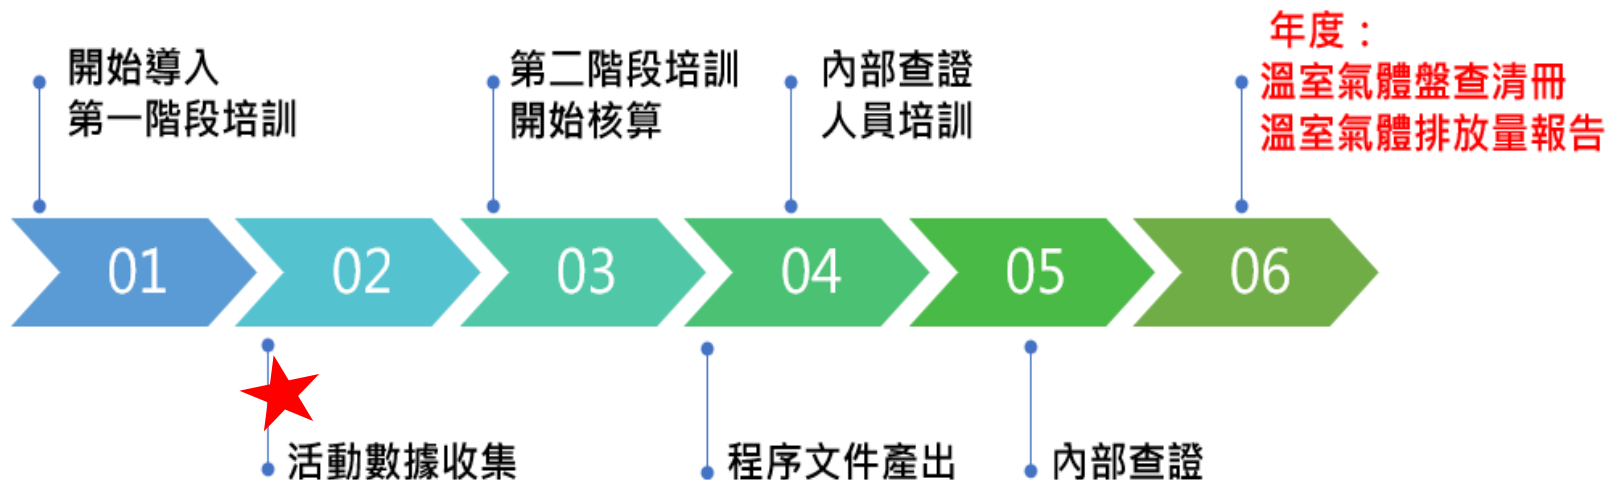 年度：
開始導入
第一階段培訓
第二階段培訓
開始核算
內部查證
人員培訓
溫室氣體盤查清冊
溫室氣體排放量報告
01
02
03
04
05
06
活動數據收集
程序文件產出
內部查證